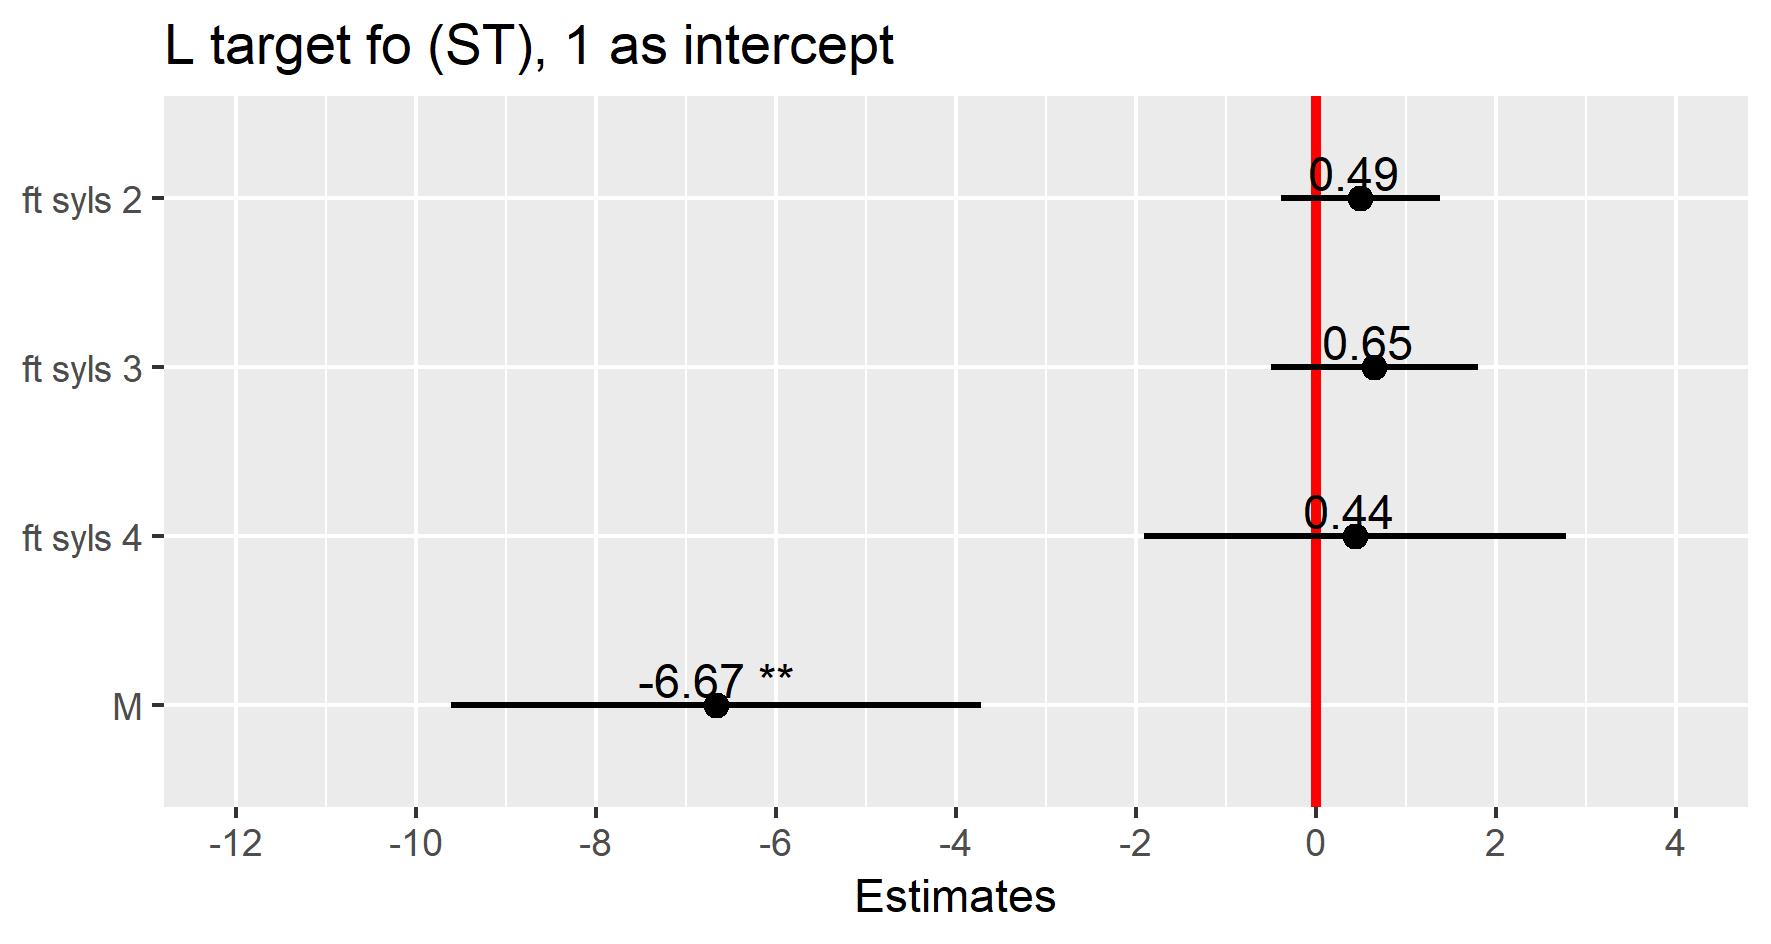 L target fo (ST), 1 as intercept
ft syls 2
0.49
ft syls 3
0.65
ft syls 4
0.44
M
-6.67 **
-12 -10 -8 -6 -4 -2 0 2 4
Estimates